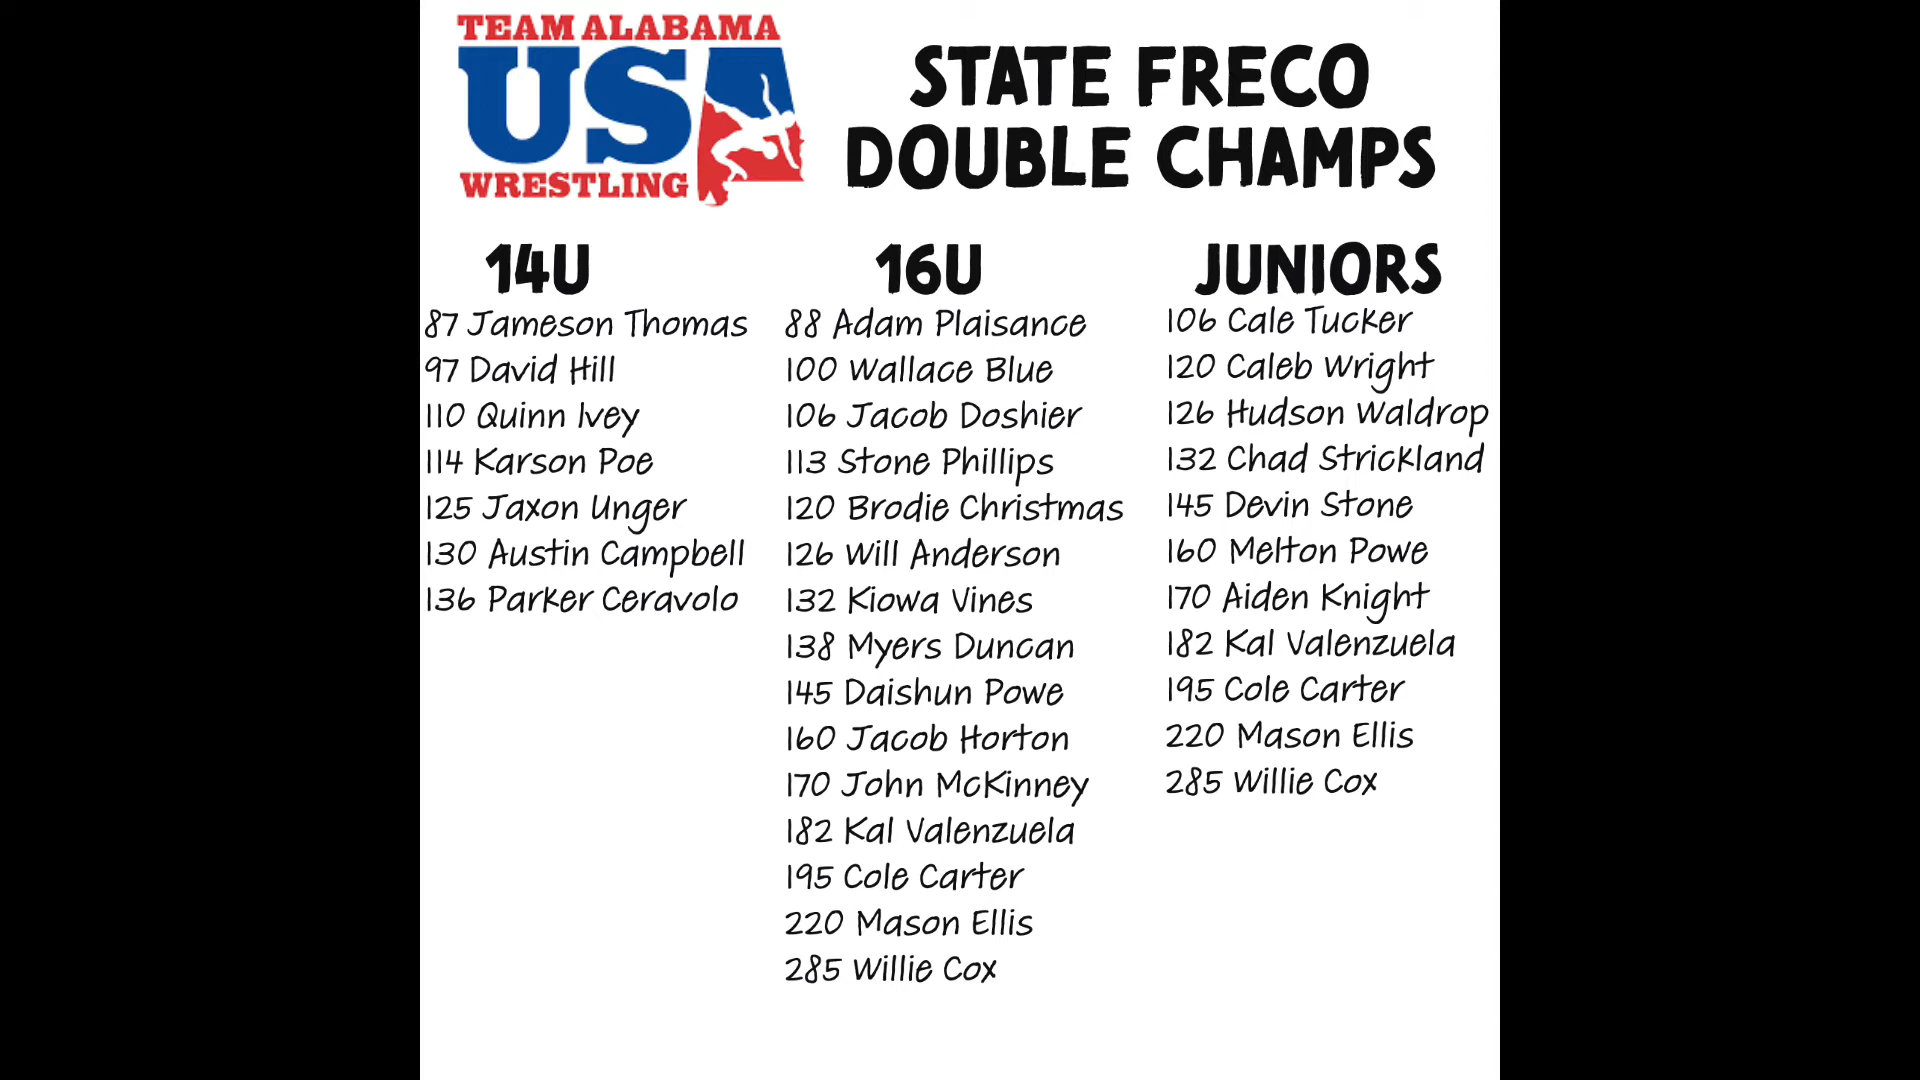 TEAM ALABAMA
USA
WRESTLING
STATE FRECO
DOUBLE CHAMPS
14U
87 Jameson Thomas
97 David Hill
110 Quinn Ivey
114 Karson Poe
125 Jaxon Unger
130 Austin Campbell
136 Parker Ceravolo
16U
88 Adam Plaisance
100 Wallace Blue
106 Jacob Doshier
113 Stone Phillips
120 Brodie Christmas
126 Will Anderson
132 Kiowa Vines
138 Myers Duncan
145 Daishun Powe
160 Jacob Horton
170 John McKinney
182 Kal Valenzuela
195 Cole Carter
220 Mason Ellis
285 Willie Cox
JUNIORS
106 Cale Tucker
120 Caleb Wright
126 Hudson Waldrop
132 Chad Strickland
145 Devin Stone
160 Melton Powe
170 Aiden Knight
182 Kal Valenzuela
195 Cole Carter
220 Mason Ellis
285 Willie Cox